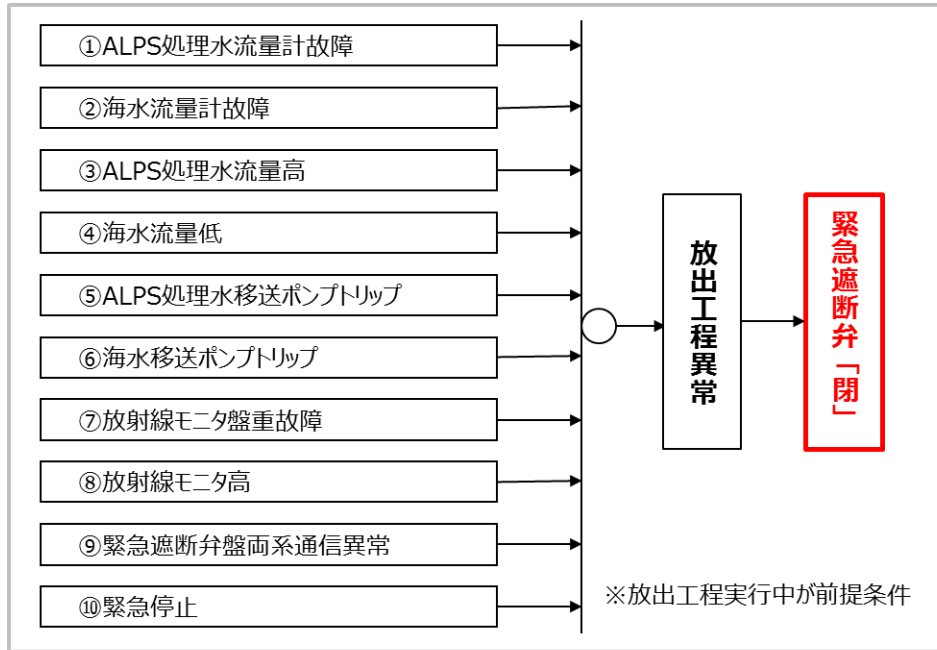 ①ALPS処理水流量計故障
②海水流量計故障
③ALPS処理水流量高
④海水流量低
⑤ALPS処理水移送ポンプトリップ
⑥海水移送ポンプトリップ
⑦放射線モニタ盤重故障
⑧放射線モニタ高
⑨緊急遮断弁盤両系通信異常
⑩緊急停止
放出工程異常
緊急遮断弁「閉」
※放出工程実行中が前提条件